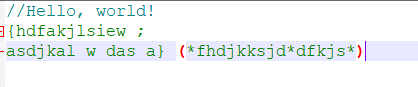 //Hello, world!
{hdfakjlsiew ;
asdjkal w das a} (*fhdjkksjd*dfkjs*)